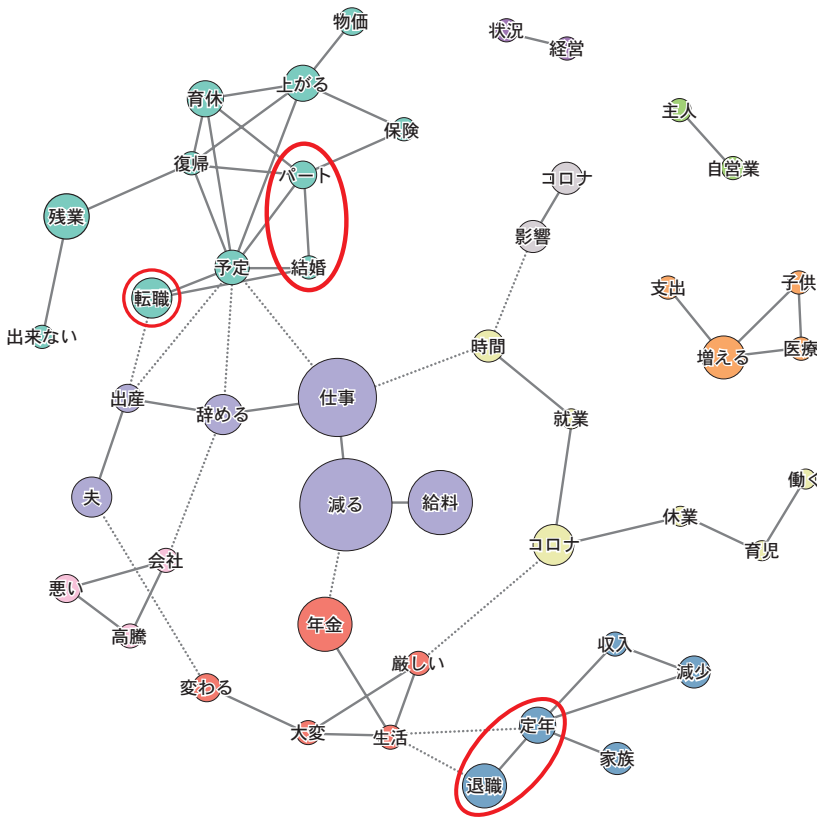 物価
状況
経営
上がる
育休
主人
保険
復帰
自営業
パート
コロナ
残業
影響
予定
結婚
転職
子供
支出
出来ない
時間
医療
増える
出産
仕事
辞める
就業
働く
夫
減る
給料
休業
コロナ
育児
会社
悪い
年金
高騰
収入
厳しい
減少
変わる
定年
大変
生活
家族
退職